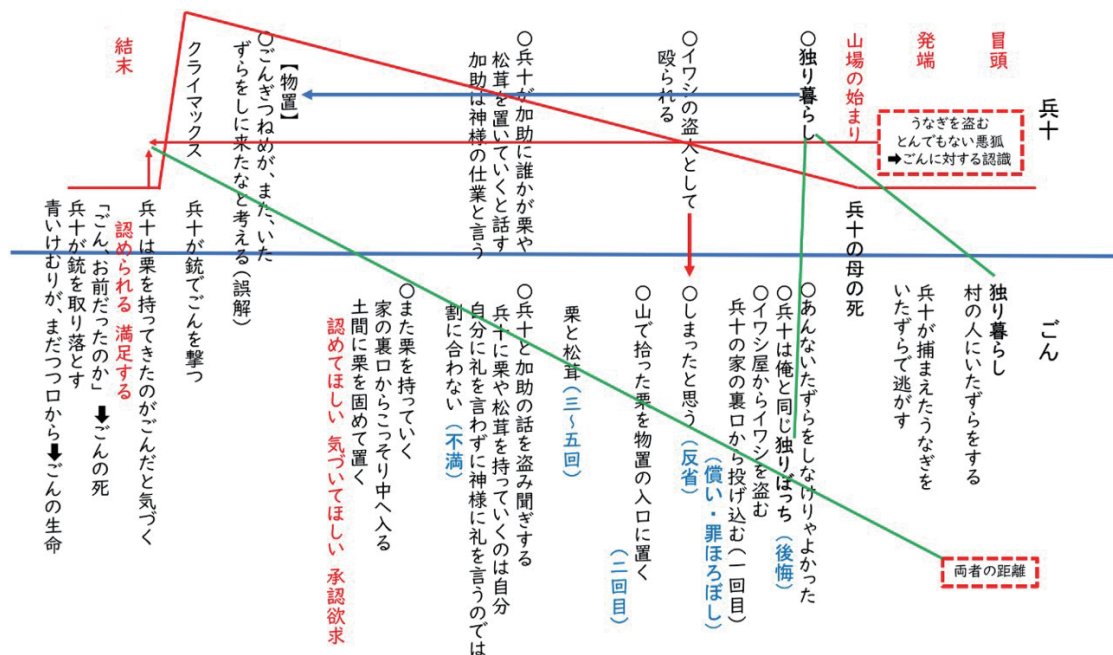 冒頭
発端
山場の始まり
結末
兵十
うなぎを盗む
とんでもない悪狐
➡ごんに対する認識
○独り暮らし
○イワシの盗人として
殴られる
○兵十が加助に誰かが栗や
松茸を置いていくと話す
加助は神様の仕業と言う
【物置】
○ごんぎつねめが、また、いた
ずらをしに来たなと考える(誤解)
クライマックス
ごん
独り暮らし
村の人にいたずらをする
兵十が捕まえたうなぎを
いたずらで逃がす
兵十の母の死
○あんないたずらをしなけりゃよかった
○兵十は俺と同じ独りぼっち(後悔)
○イワシ屋からイワシを盗む
兵十の家の裏口から投げ込む(一回目)
(償い・罪ほろぼし)
○しまったと思う(反省)
○山で拾った栗を物置の入口に置く
(二回目)
栗と松茸(三〜五回)
○兵十と加助の話を盗み聞ぎする
兵十に栗や松茸を持っていくのは自分
自分に礼を言わずに神様に礼を言うのでは
割に合わない(不満)
○また栗を持っていく
家の裏口からこっそり中へ入る
土間に栗を固めて置く
認めてほしい 気づいてほしい 承認欲求
兵十が銃でごんを撃つ
兵十は栗を持ってきたのがごんだと気づく
認められる 満足する
「ごん、お前だったのか」➡ごんの死
兵十が銃を取り落とす
青いけむりが、まだつつ口から➡ごんの生命
両者の距離